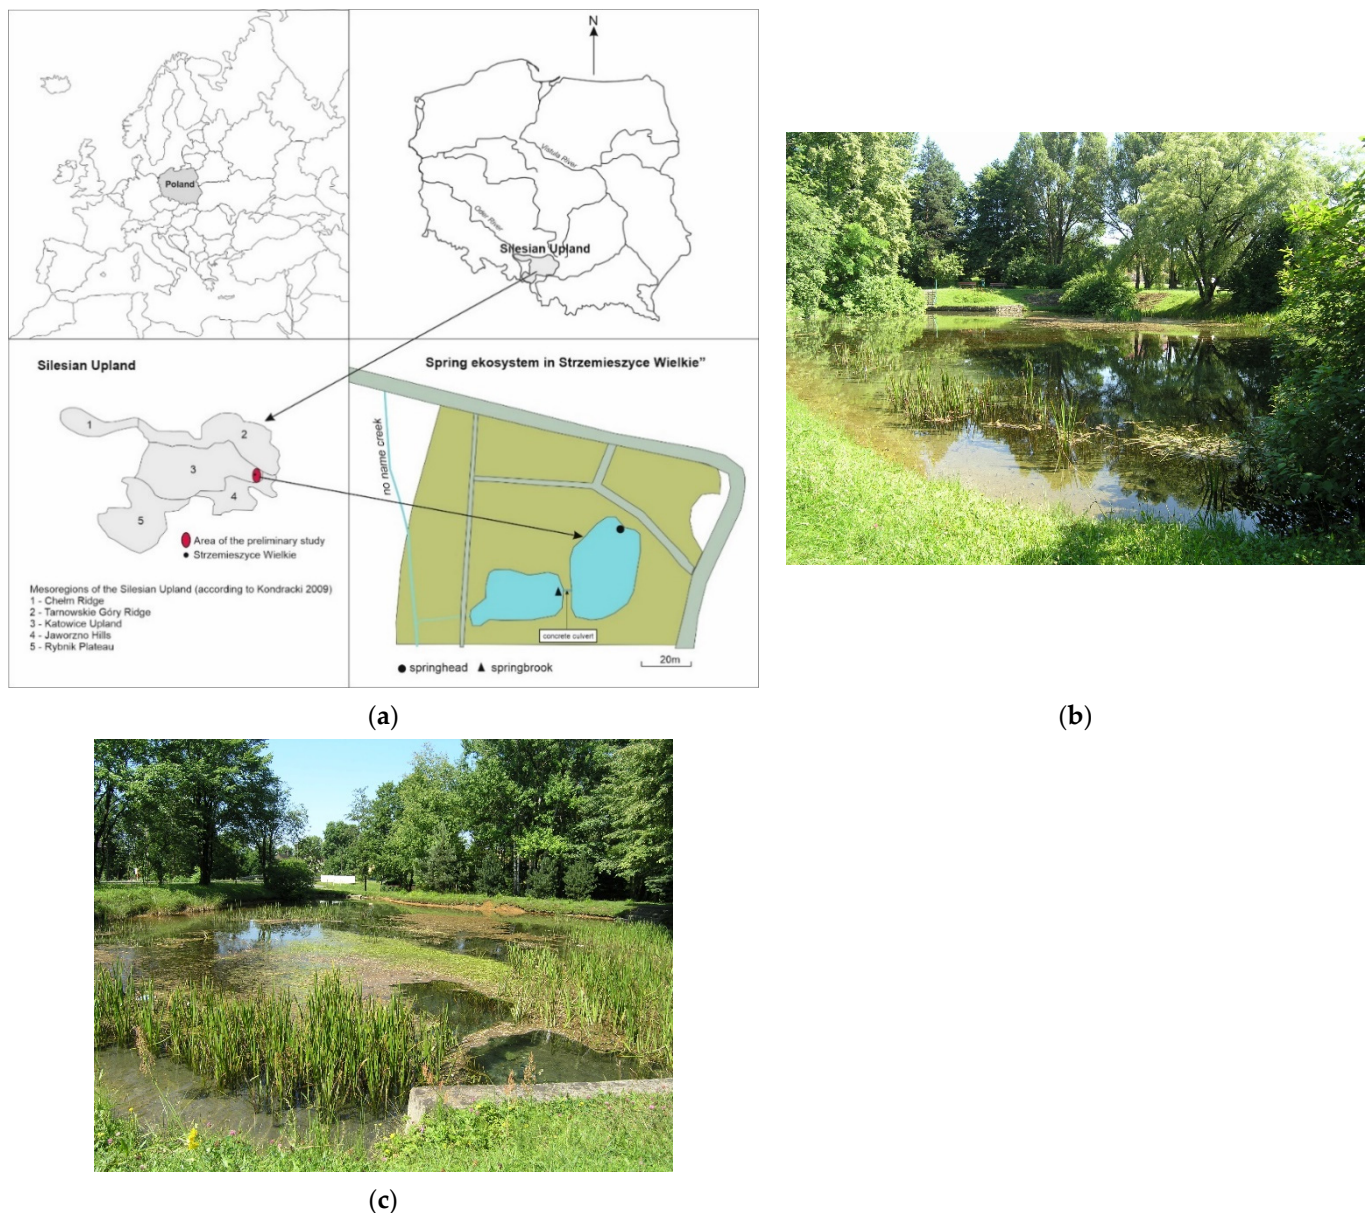 N
Poland
Vistula River
Oder River
Silesian Upland
Silesian Upland
1
2
3
4
5
Area of the preliminary study
Strzemieszyce Wielkie
Mesoregions of the Silesian Upland (according to Kondracki 2009)
1 - Chełm Ridge
2 - Tarnowskie Góry Ridge
3 - Katowice Upland
4 - Jaworzno Hills
5 - Rybnik Plateau
Spring ekosystem in Strzemieszyce Wielkie”
no name creek
concrete culvert
springhead
springbrook
20m
(a)
(b)
(c)